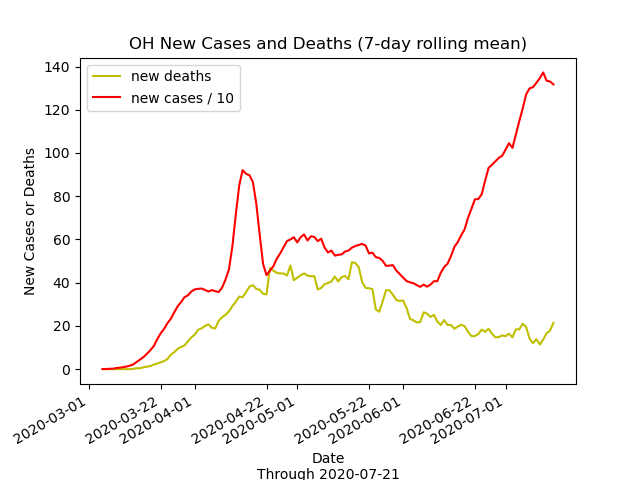 OH New Cases and Deaths (7-day rolling mean)
new deaths
new cases / 10
New Cases or Deaths
140
120
100
80
60
40
20
0
2020-03-01
2020-03-22
2020-04-01
2020-04-22
2020-05-01
2020-05-22
2020-06-01
2020-06-22
2020-07-01
Date
Through 2020-07-21